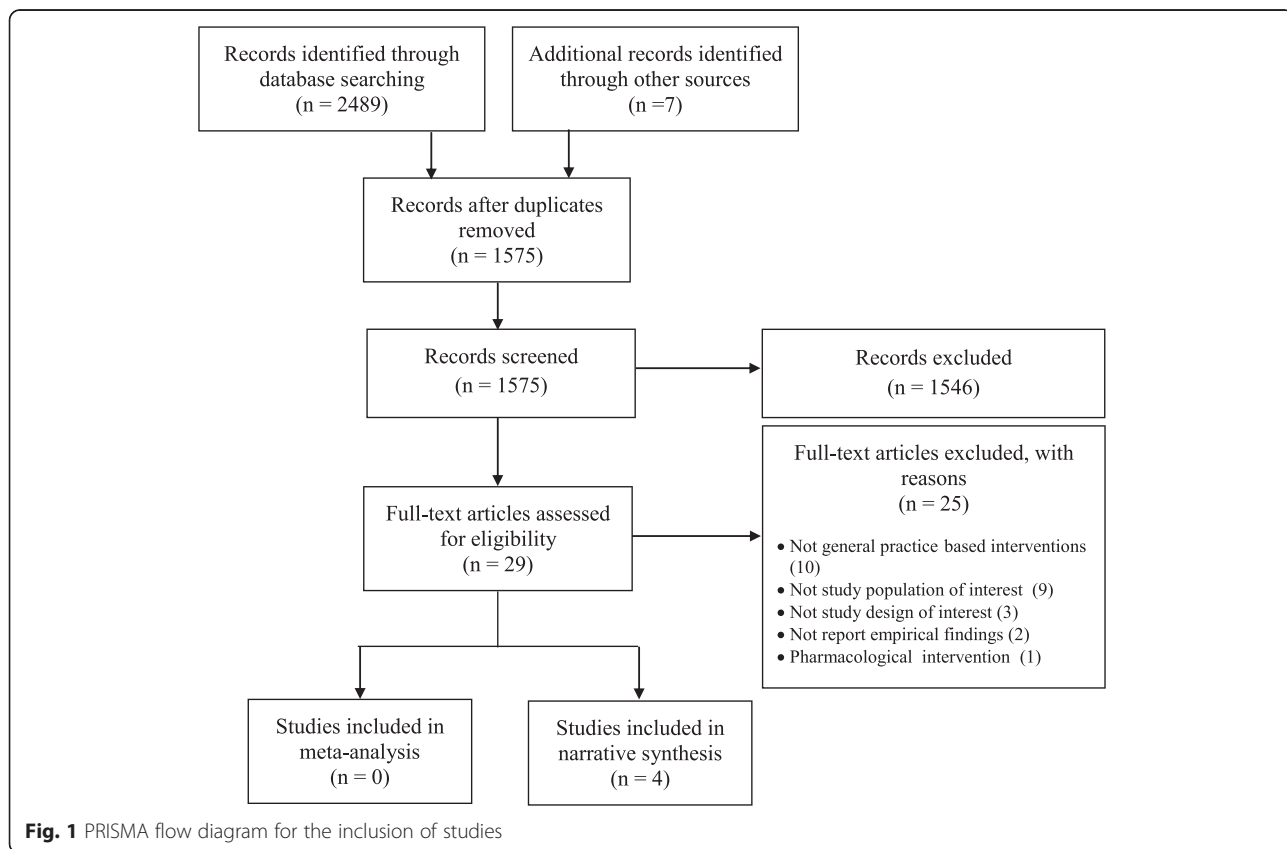 Records identified through
database searching
(n = 2489)
Additional records identified
through other sources
(n =7)
Records after duplicates
removed
(n = 1575)
Records screened
(n = 1575)
Records excluded
(n = 1546)
Full-text articles assessed
for eligibility
(n = 29)
Full-text articles excluded, with
reasons
(n = 25)
• Not general practice based interventions
(10)
• Not study population of interest (9)
• Not study design of interest (3)
• Not report empirical findings (2)
• Pharmacological intervention (1)
Studies included in
meta-analysis
(n = 0)
Studies included in
narrative synthesis
(n = 4)
Fig. 1 PRISMA flow diagram for the inclusion of studies